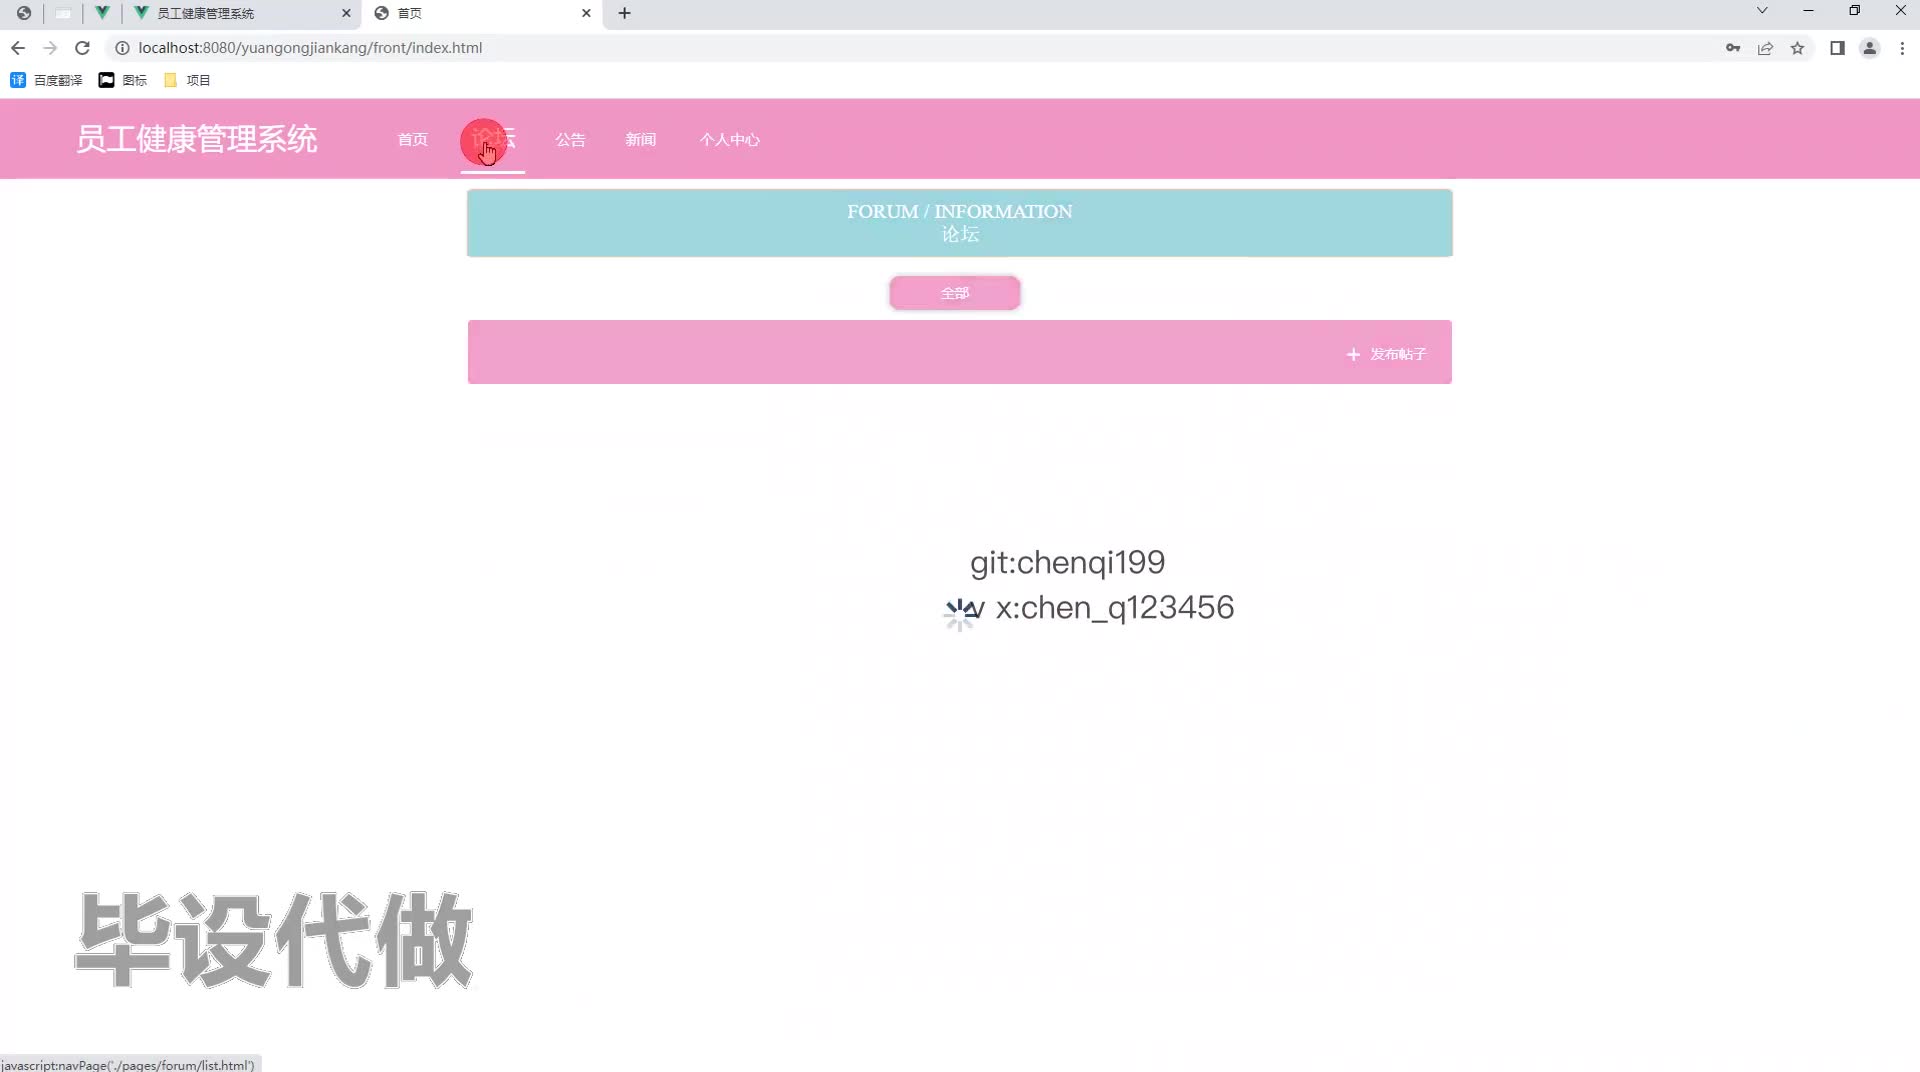 员工健康管理系统
首页
localhost:8080/yuangongjiankang/front/index.html
百度翻译
图标
项目
员工健康管理系统
首页
论坛
公告
新闻
个人中心
FORUM / INFORMATION
论坛
全部
+ 发布帖子
git:chenqi199
v x:chen_q123456
毕设代做
javascript:navPage('./pages/forum/list.html')